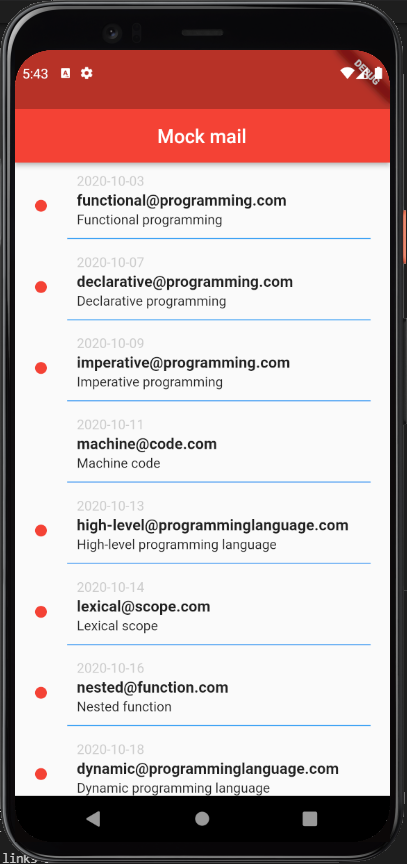 5:43
DEBUG
Mock mail
2020-10-03
functional@programming.com
Functional programming
2020-10-07
declarative@programming.com
Declarative programming
2020-10-09
imperative@programming.com
Imperative programming
2020-10-11
machine@code.com
Machine code
2020-10-13
high-level@programminglanguage.com
High-level programming language
2020-10-14
lexical@scope.com
Lexical scope
2020-10-16
nested@function.com
Nested function
2020-10-18
dynamic@programminglanguage.com
Dynamic programming language
links